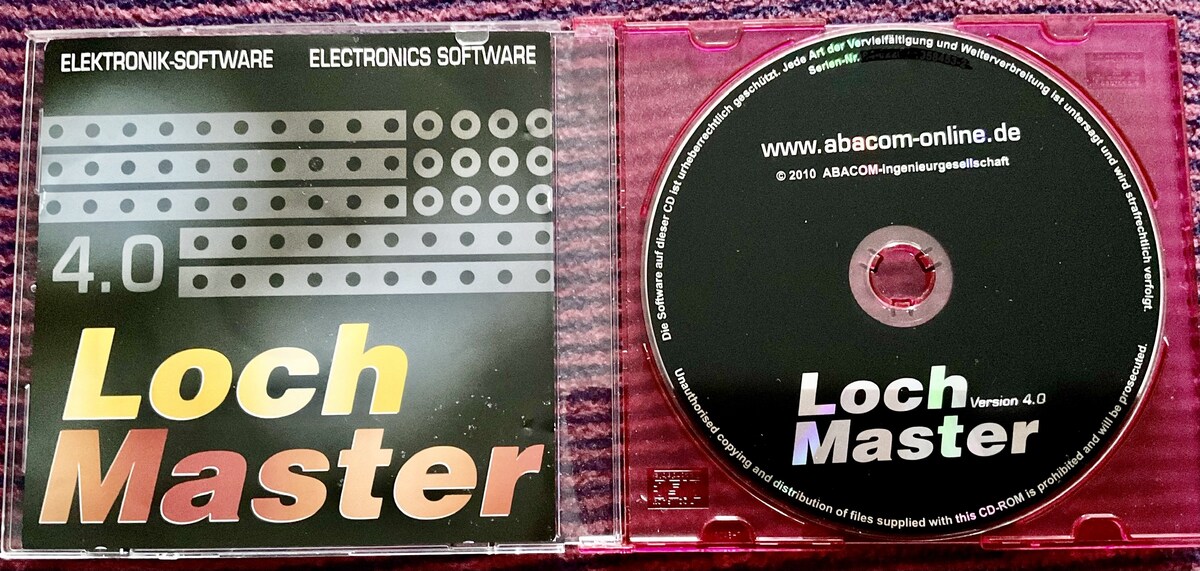 ELEKTRONIK-SOFTWARE
ELECTRONICS SOFTWARE
4.0
Loch
Master
Die Software auf dieser CD ist urheberrechtlich geschützt. Jede Art der Vervielfältigung und Weiterverbreitung ist untersagt und wird strafrechtlich verfolgt.
Serien-Nr.
www.abacom-online.de
© 2010 ABACOM-Ingenieurgesellschaft
Loch
Version 4.0
Master
Unauthorised copying and distribution of files supplied with this CD-ROM is prohibited and will be prosecuted.